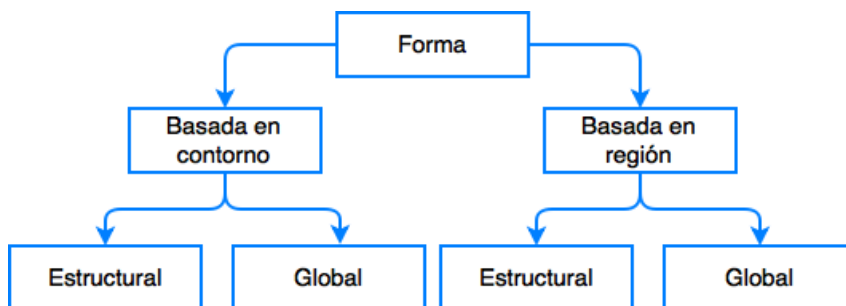 Forma
Basada en
contorno
Basada en
región
Estructural
Global
Estructural
Global